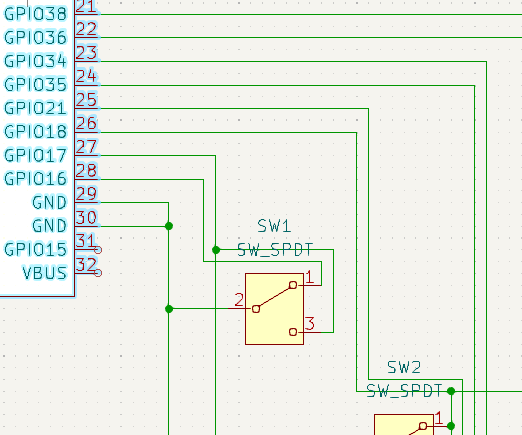 GPIO38 21
GPIO36 22
GPIO34 23
GPIO35 24
GPIO21 25
GPIO18 26
GPIO17 27
GPIO16 28
GND 29
GND 30
GPIO15 31
VBUS 32
SW1
SW_SPDT
1
2
3
SW2
SW_SPDT
1